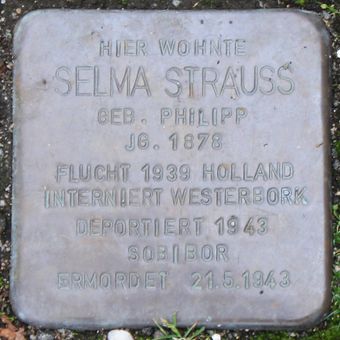 HIER WOHNTE
SELMA STRAUSS
GEB. PHILIPP
JG. 1878
FLUCHT 1939 HOLLAND
INTERNIERT WESTERBORK
DEPORTIERT 1943
SOBIBOR
ERMORDET 21.5.1943